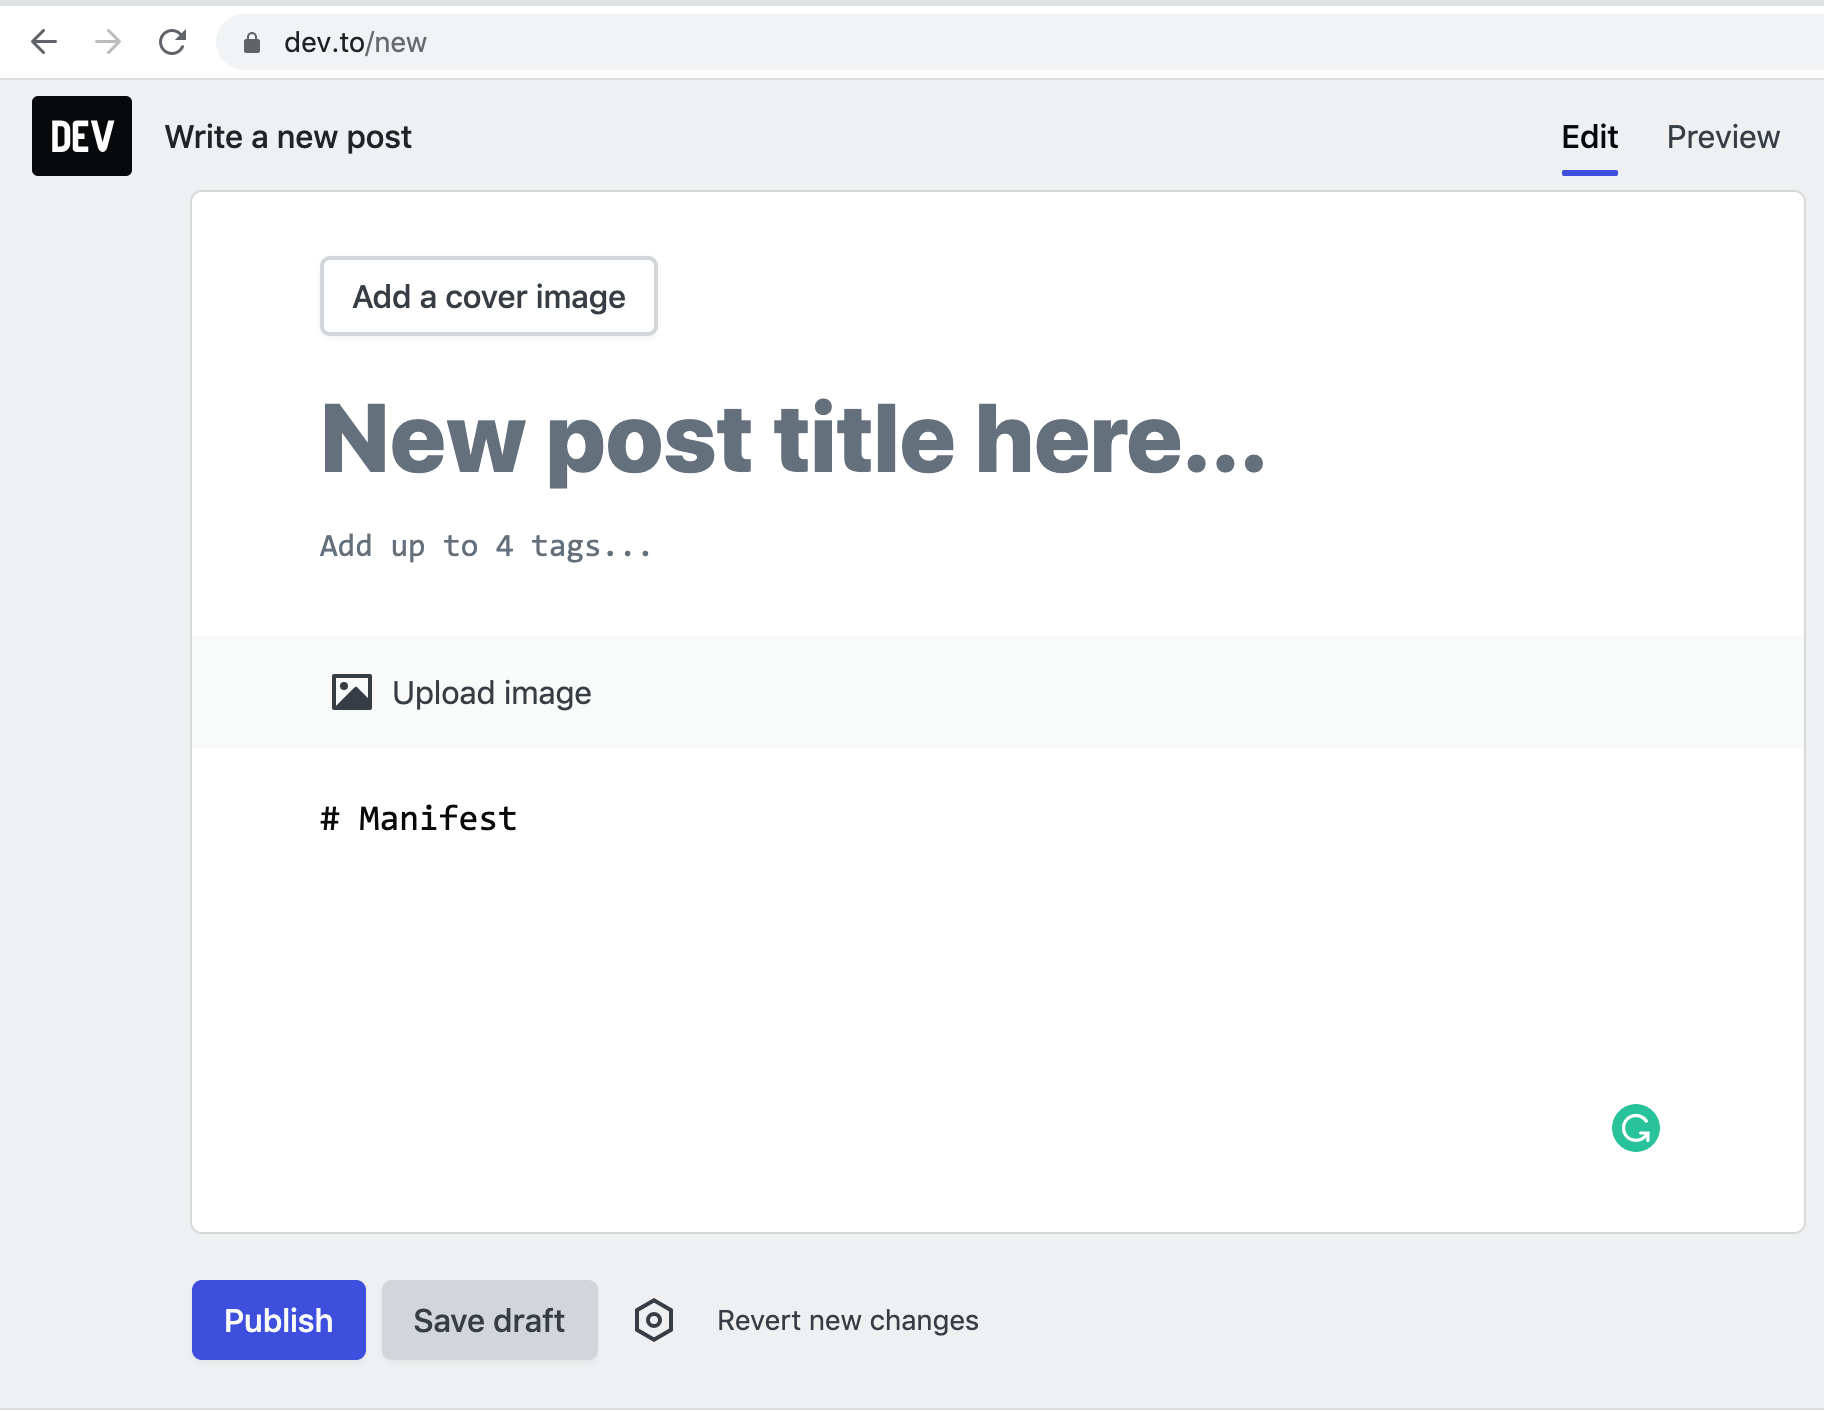 dev.to/new
DEV
Write a new post
Edit
Preview
Add a cover image
New post title here...
Add up to 4 tags...
Upload image
# Manifest
Publish
Save draft
Revert new changes